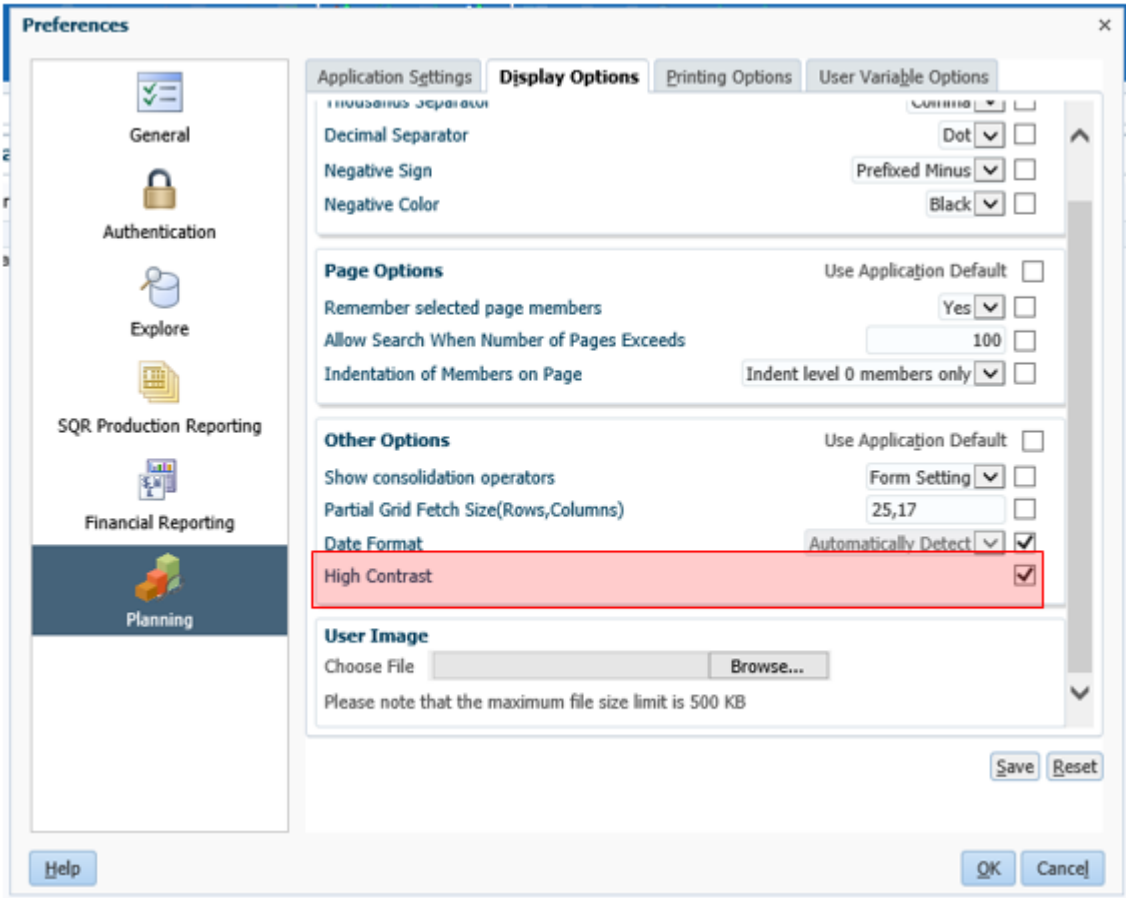 Preferences
General
Authentication
Explore
SQR Production Reporting
Financial Reporting
Planning
Application Settings Display Options Printing Options User Variable Options
Thousands Separator Comma
Decimal Separator Dot
Negative Sign Prefixed Minus
Negative Color Black
Page Options Use Application Default
Remember selected page members Yes
Allow Search When Number of Pages Exceeds 100
Indentation of Members on Page Indent level 0 members only
Other Options Use Application Default
Show consolidation operators Form Setting
Partial Grid Fetch Size(Rows,Columns) 25,17
Date Format Automatically Detect
High Contrast
User Image
Choose File Browse...
Please note that the maximum file size limit is 500 KB
Save Reset
Help OK Cancel